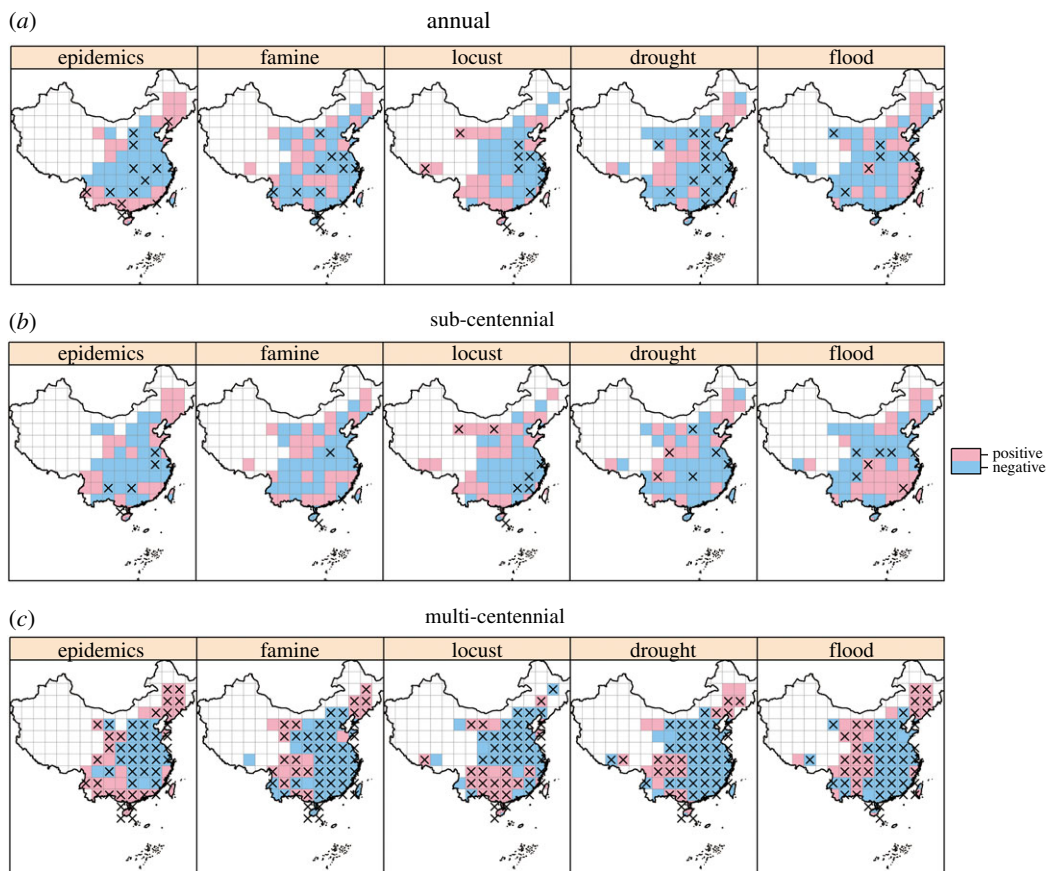 (a) annual
epidemics famine locust drought flood
(b) sub-centennial
epidemics famine locust drought flood
positive
negative
(c) multi-centennial
epidemics famine locust drought flood